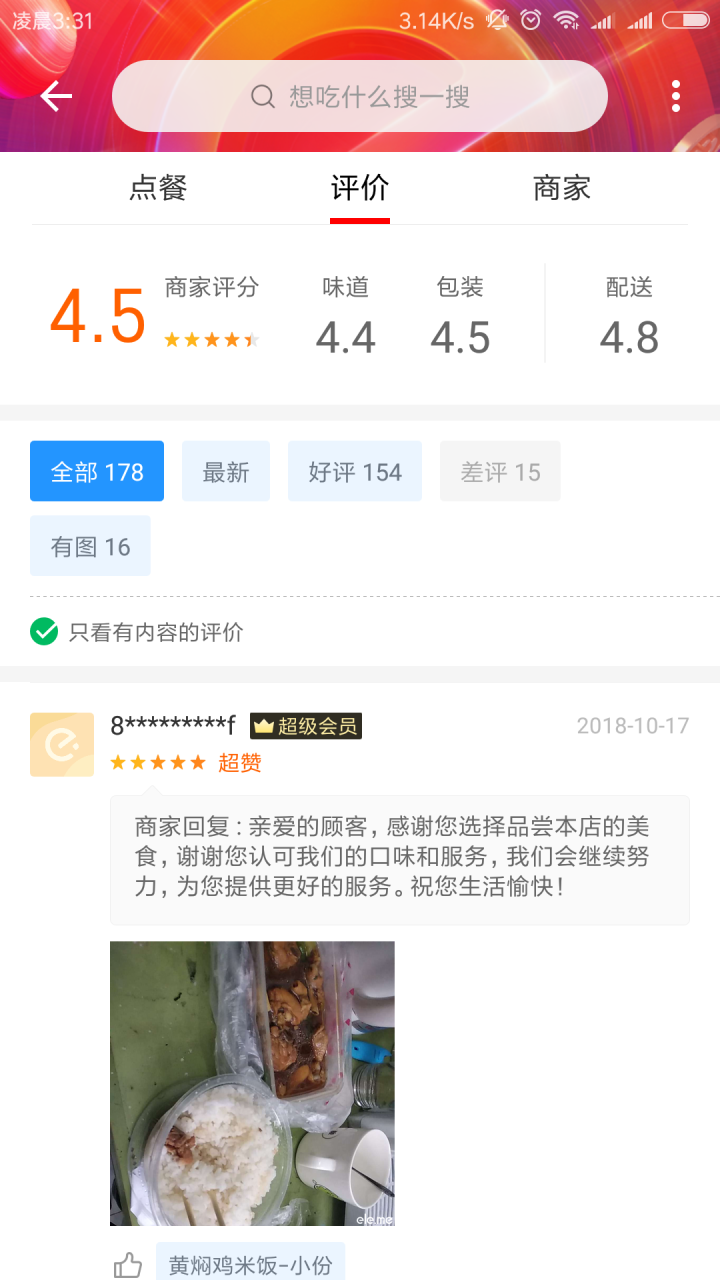 凌晨3:31
3.14K/s
想吃什么搜一搜
点餐
评价
商家
4.5
商家评分
味道
4.4
包装
4.5
配送
4.8
全部 178
最新
好评 154
差评 15
有图 16
只看有内容的评价
8*********f
超级会员
2018-10-17
超赞
商家回复 : 亲爱的顾客，感谢您选择品尝本店的美
食，谢谢您认可我们的口味和服务，我们会继续努
力，为您提供更好的服务。祝您生活愉快！
ele.me
黄焖鸡米饭-小份